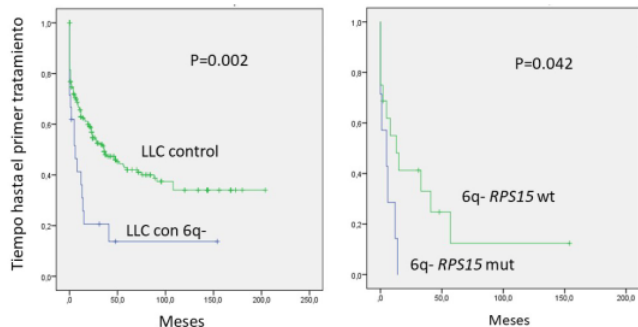 Tiempo hasta el primer tratamiento
1,0
0,8
0,6
0,4
0,2
0,0
P=0.002
LLC control
LLC con 6q-
,0
50,0
100,0
150,0
200,0
250,0
Meses
1,0
0,8
0,6
0,4
0,2
0,0
P=0.042
6q- RPS15 wt
6q- RPS15 mut
,0
50,0
100,0
150,0
200,0
Meses